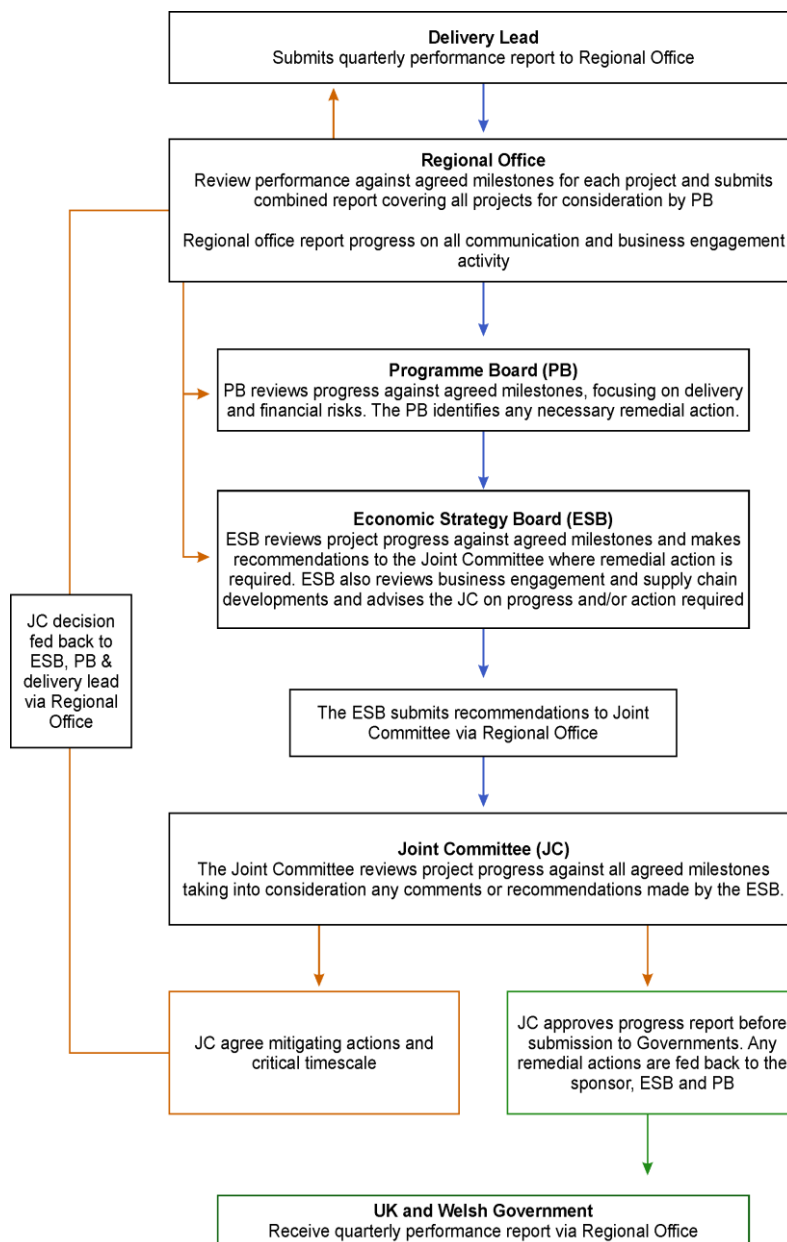 Delivery Lead
Submits quarterly performance report to Regional Office
Regional Office
Review performance against agreed milestones for each project and submits
combined report covering all projects for consideration by PB
Regional office report progress on all communication and business engagement
activity
Programme Board (PB)
PB reviews progress against agreed milestones, focusing on delivery
and financial risks. The PB identifies any necessary remedial action.
Economic Strategy Board (ESB)
ESB reviews project progress against agreed milestones and makes
recommendations to the Joint Committee where remedial action is
required. ESB also reviews business engagement and supply chain
developments and advises the JC on progress and/or action required
JC decision
fed back to
ESB, PB &
delivery lead
via Regional
Office
The ESB submits recommendations to Joint
Committee via Regional Office
Joint Committee (JC)
The Joint Committee reviews project progress against all agreed milestones
taking into consideration any comments or recommendations made by the ESB.
JC agree mitigating actions and
critical timescale
JC approves progress report before
submission to Governments. Any
remedial actions are fed back to the
sponsor, ESB and PB
UK and Welsh Government
Receive quarterly performance report via Regional Office